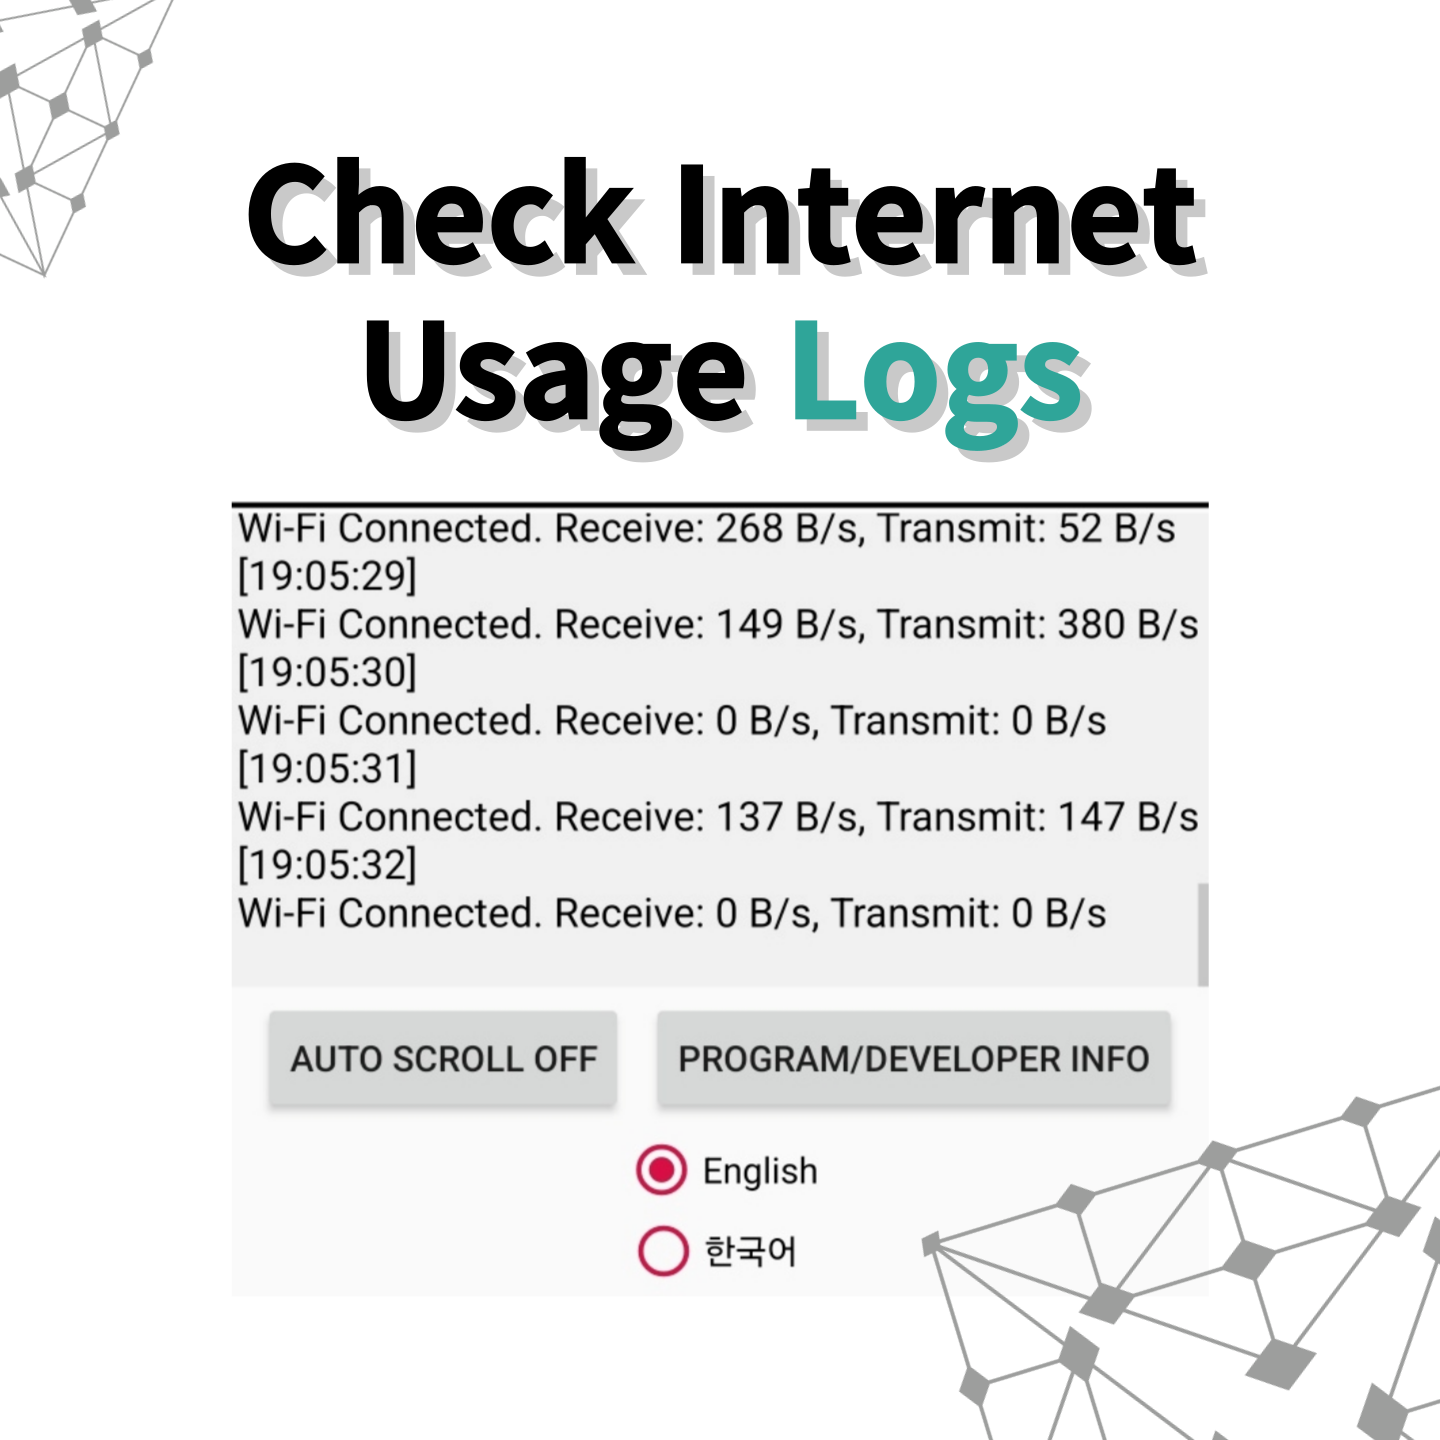 Check Internet
Usage Logs
Wi-Fi Connected. Receive: 268 B/s, Transmit: 52 B/s
[19:05:29]
Wi-Fi Connected. Receive: 149 B/s, Transmit: 380 B/s
[19:05:30]
Wi-Fi Connected. Receive: 0 B/s, Transmit: 0 B/s
[19:05:31]
Wi-Fi Connected. Receive: 137 B/s, Transmit: 147 B/s
[19:05:32]
Wi-Fi Connected. Receive: 0 B/s, Transmit: 0 B/s
AUTO SCROLL OFF PROGRAM/DEVELOPER INFO
English
한국어